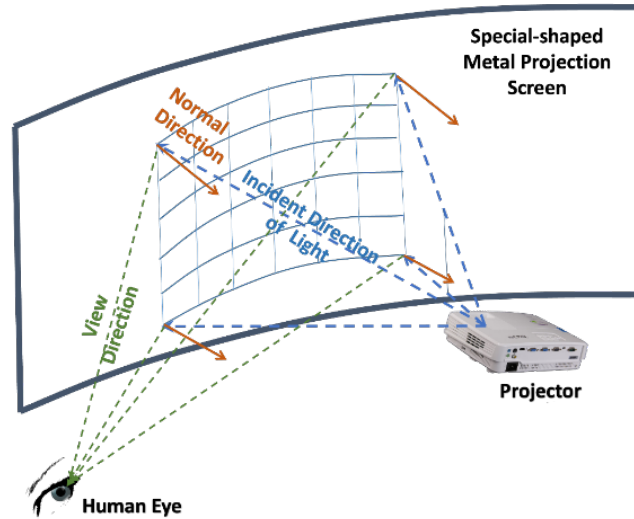 Special-shaped
Metal Projection
Screen
Normal
Direction
Incident Direction
of Light
View
Direction
Projector
Human Eye